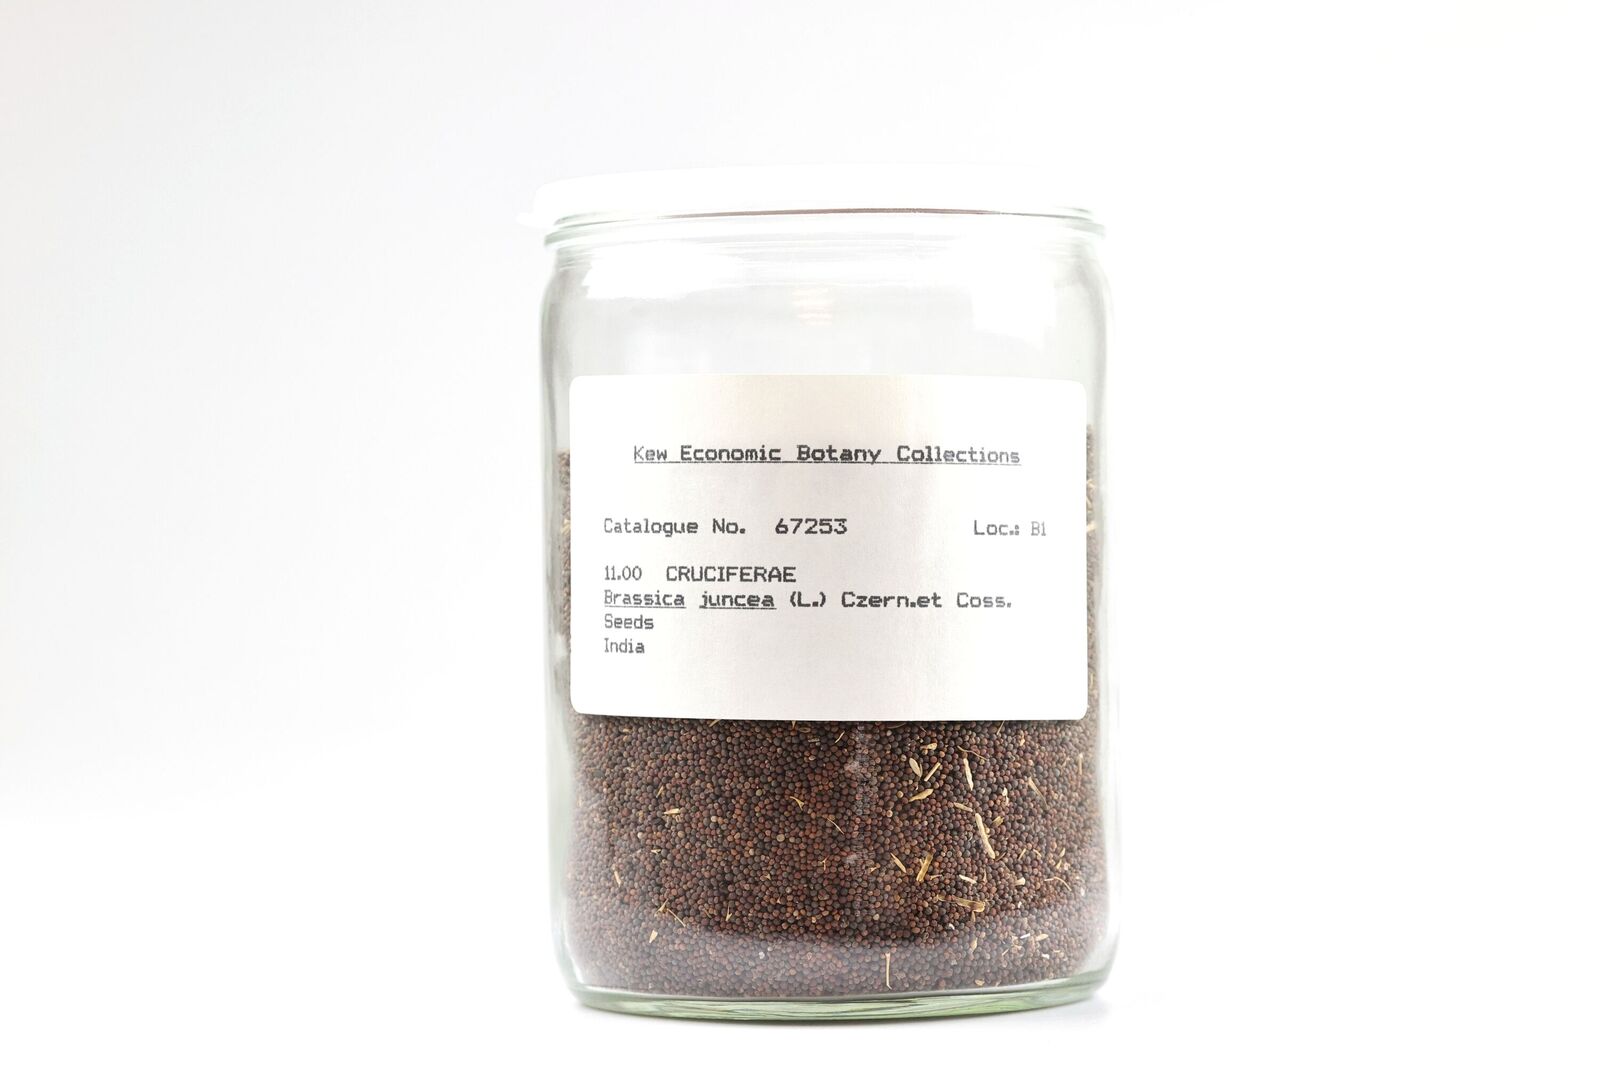 Kew Economic Botany Collections
Catalogue No. 67253 Loc.: B1
11.00 CRUCIFERAE
Brassica juncea (L.) Czern.et Coss.
Seeds
India